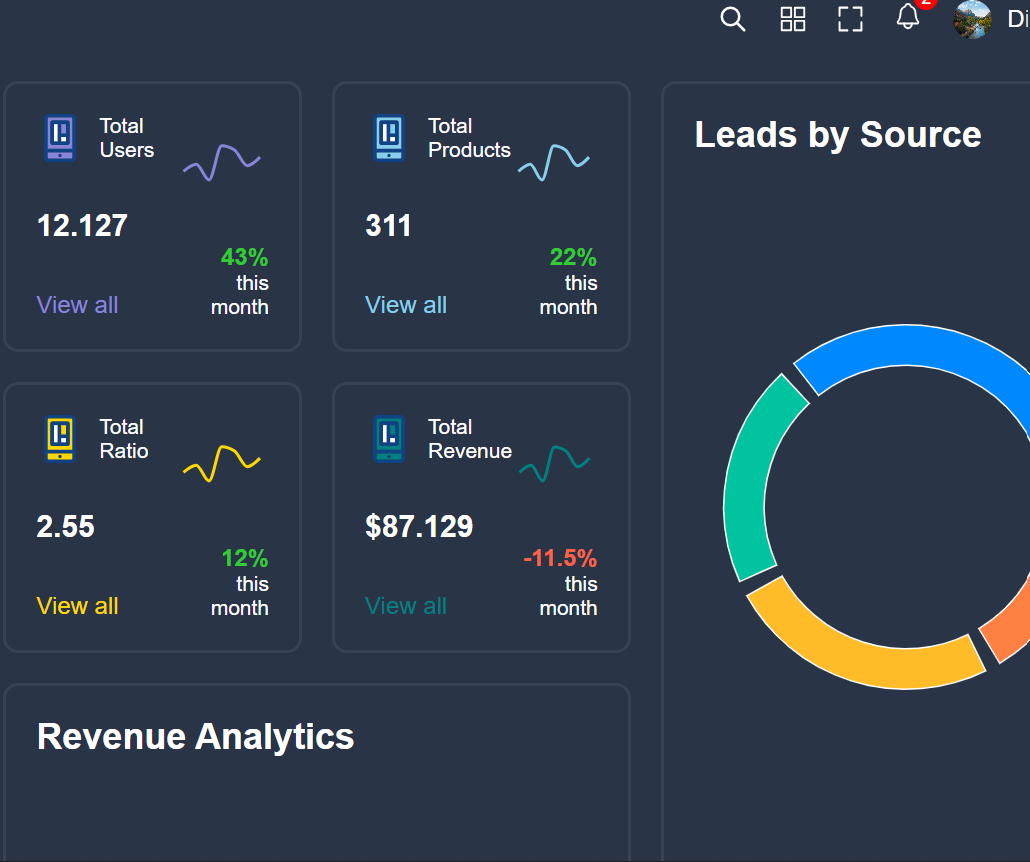 2
Di
Total
Users
12.127
43%
this
month
View all
Total
Products
311
22%
this
month
View all
Leads by Source
Total
Ratio
2.55
12%
this
month
View all
Total
Revenue
$87.129
-11.5%
this
month
View all
Revenue Analytics